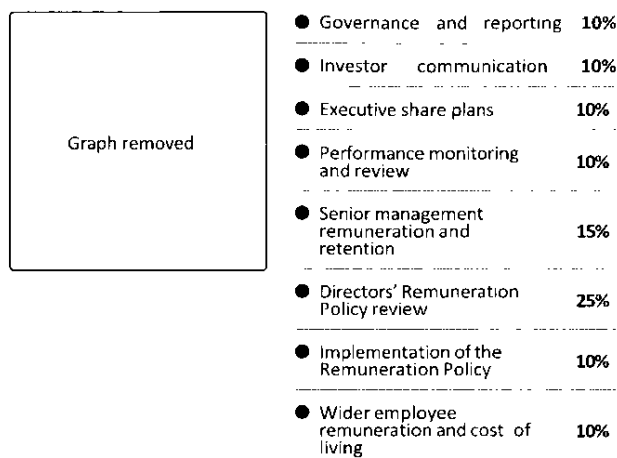 Graph removed
Governance and reporting 10%
Investor communication 10%
Executive share plans 10%
Performance monitoring
and review 10%
Senior management
remuneration and
retention 15%
Directors' Remuneration
Policy review 25%
Implementation of the
Remuneration Policy 10%
Wider employee
remuneration and cost of
living 10%